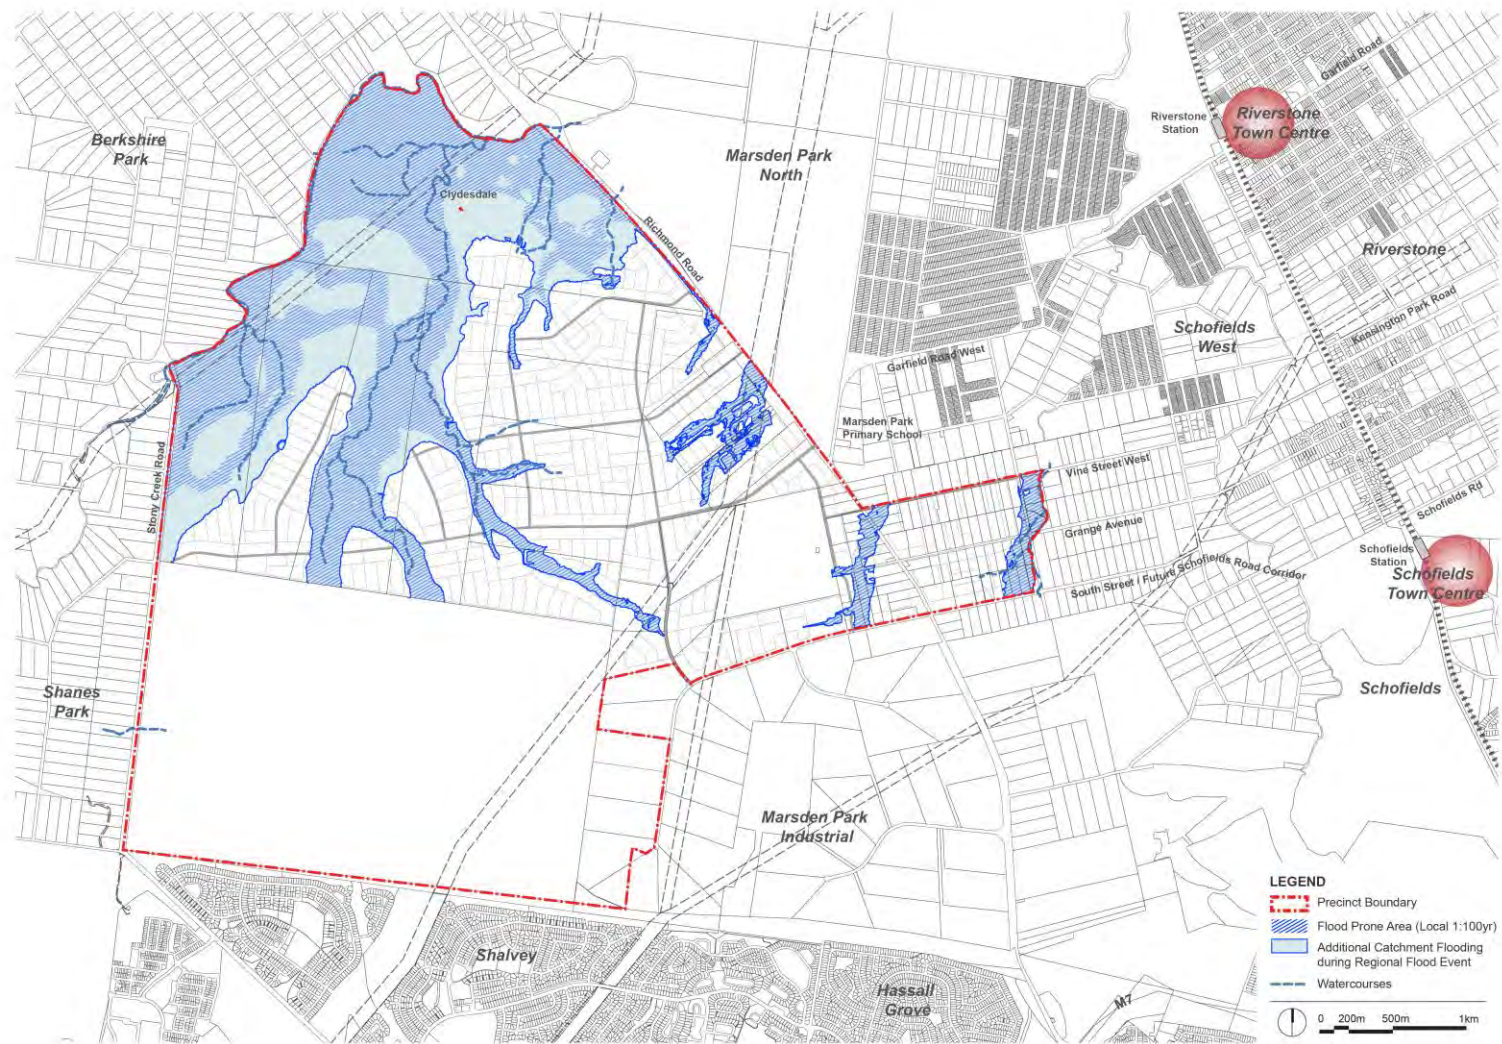 Garfield Road
Riverstone
Station
Riverstone
Town Centre
Berkshire
Park
Marsden Park
North
Clydesdale
Richmond Road
Riverstone
Kensington Park Road
Schofields
West
Garfield Road West
Marsden Park
Primary School
Vine Street West
Stony Creek Road
Schofields Rd
Grange Avenue
Schofields
Station
South Street / Future Schofields Road Corridor
Schofields
Town Centre
Shanes
Park
Schofields
Marsden Park
Industrial
Shalvey
Hassall
Grove
M7
LEGEND
Precinct Boundary
Flood Prone Area (Local 1:100yr)
Additional Catchment Flooding
during Regional Flood Event
Watercourses
0 200m 500m 1km